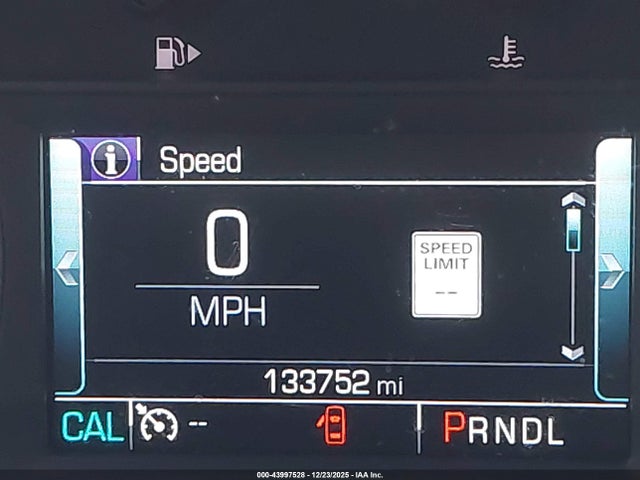 Speed
0
MPH
SPEED
LIMIT
--
133752 mi
CAL -- PRNDL
000-43997528 - 12/23/2025 - IAA Inc.